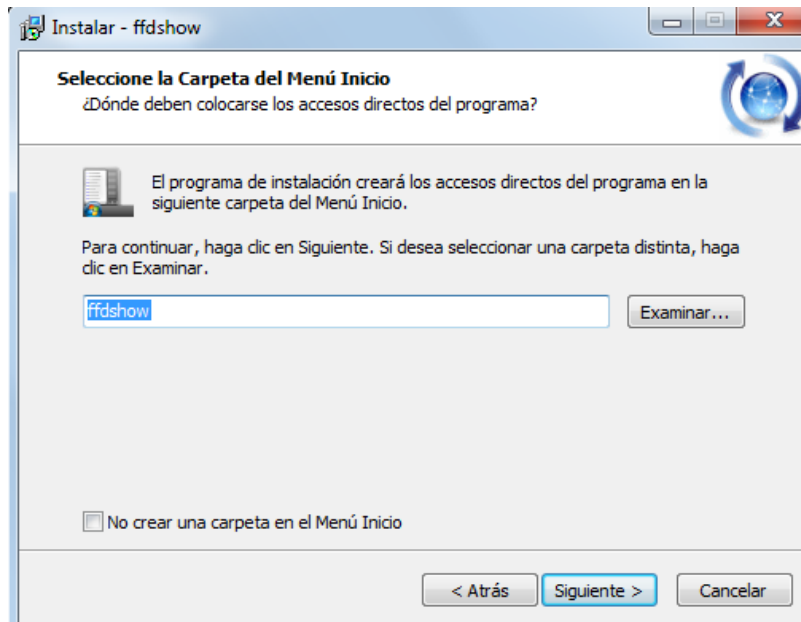 Instalar - ffdshow
Seleccione la Carpeta del Menú Inicio
¿Dónde deben colocarse los accesos directos del programa?
El programa de instalación creará los accesos directos del programa en la
siguiente carpeta del Menú Inicio.
Para continuar, haga clic en Siguiente. Si desea seleccionar una carpeta distinta, haga
clic en Examinar.
ffdshow
Examinar...
No crear una carpeta en el Menú Inicio
< Atrás
Siguiente >
Cancelar